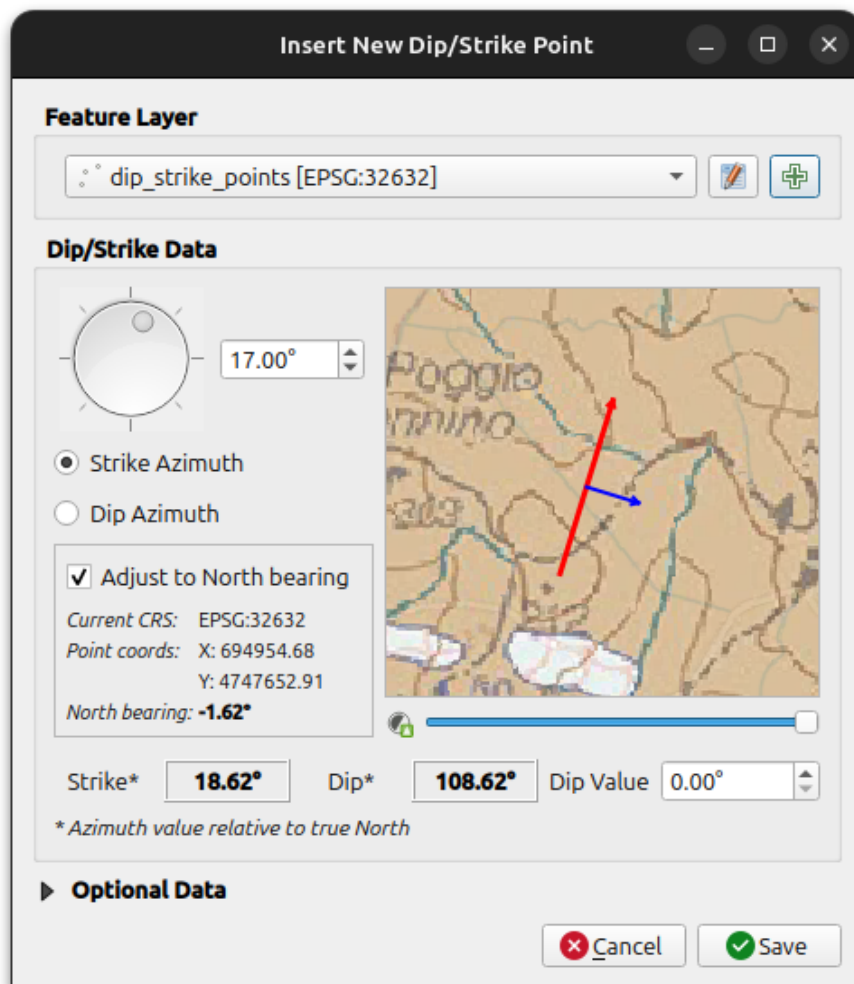 Insert New Dip/Strike Point
Feature Layer
dip_strike_points [EPSG:32632]
Dip/Strike Data
17.00°
Strike Azimuth
Dip Azimuth
Adjust to North bearing
Current CRS: EPSG:32632
Point coords: X: 694954.68
Y: 4747652.91
North bearing: -1.62°
Poggio
nnino
303
Strike* 18.62° Dip* 108.62° Dip Value 0.00°
* Azimuth value relative to true North
Optional Data
Cancel Save